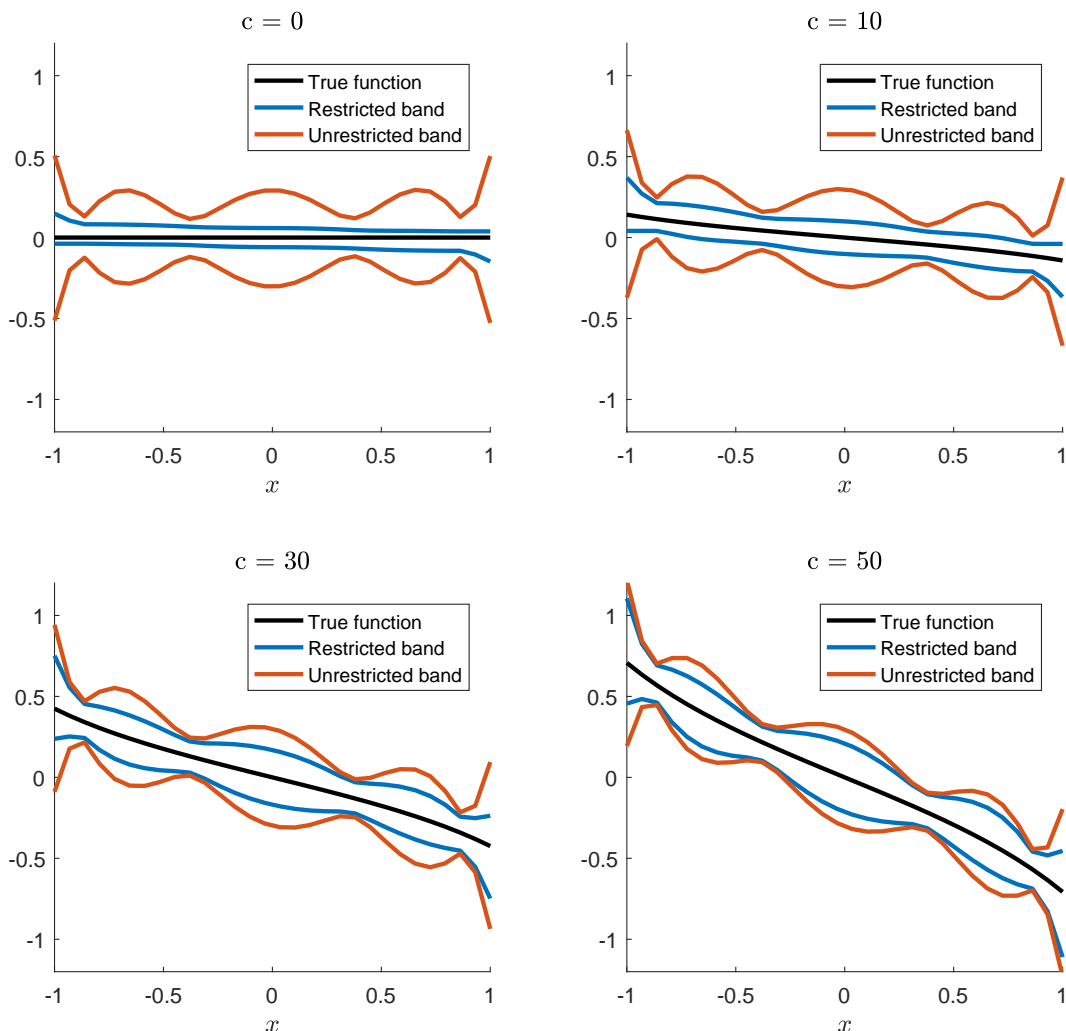 c = 0
1
0.5
0
-0.5
-1
-1
-0.5
0
0.5
1
x
True function
Restricted band
Unrestricted band
c = 10
1
0.5
0
-0.5
-1
-1
-0.5
0
0.5
1
x
True function
Restricted band
Unrestricted band
c = 30
1
0.5
0
-0.5
-1
-1
-0.5
0
0.5
1
x
True function
Restricted band
Unrestricted band
c = 50
1
0.5
0
-0.5
-1
-1
-0.5
0
0.5
1
x
True function
Restricted band
Unrestricted band